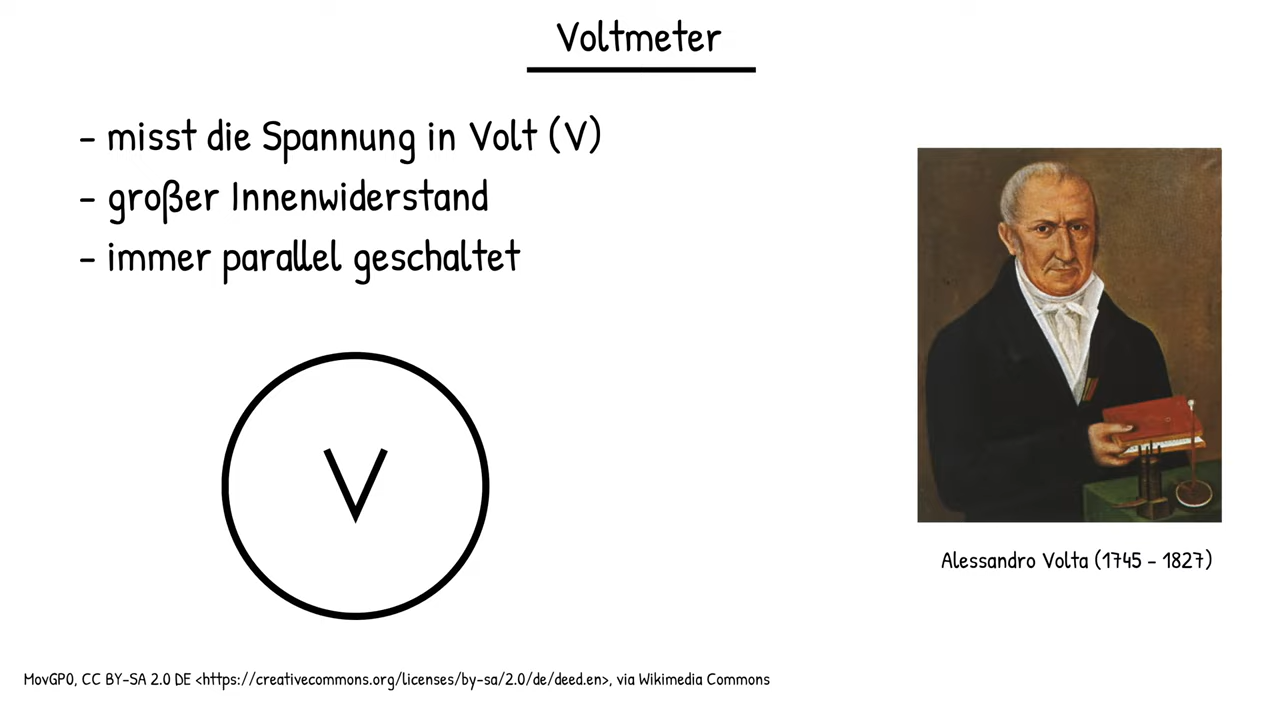 Voltmeter
- misst die Spannung in Volt (V)
- großer Innenwiderstand
- immer parallel geschaltet
V
Alessandro Volta (1745 - 1827)
MovGP0, CC BY-SA 2.0 DE <https://creativecommons.org/licenses/by-sa/2.0/de/deed.en>, via Wikimedia Commons